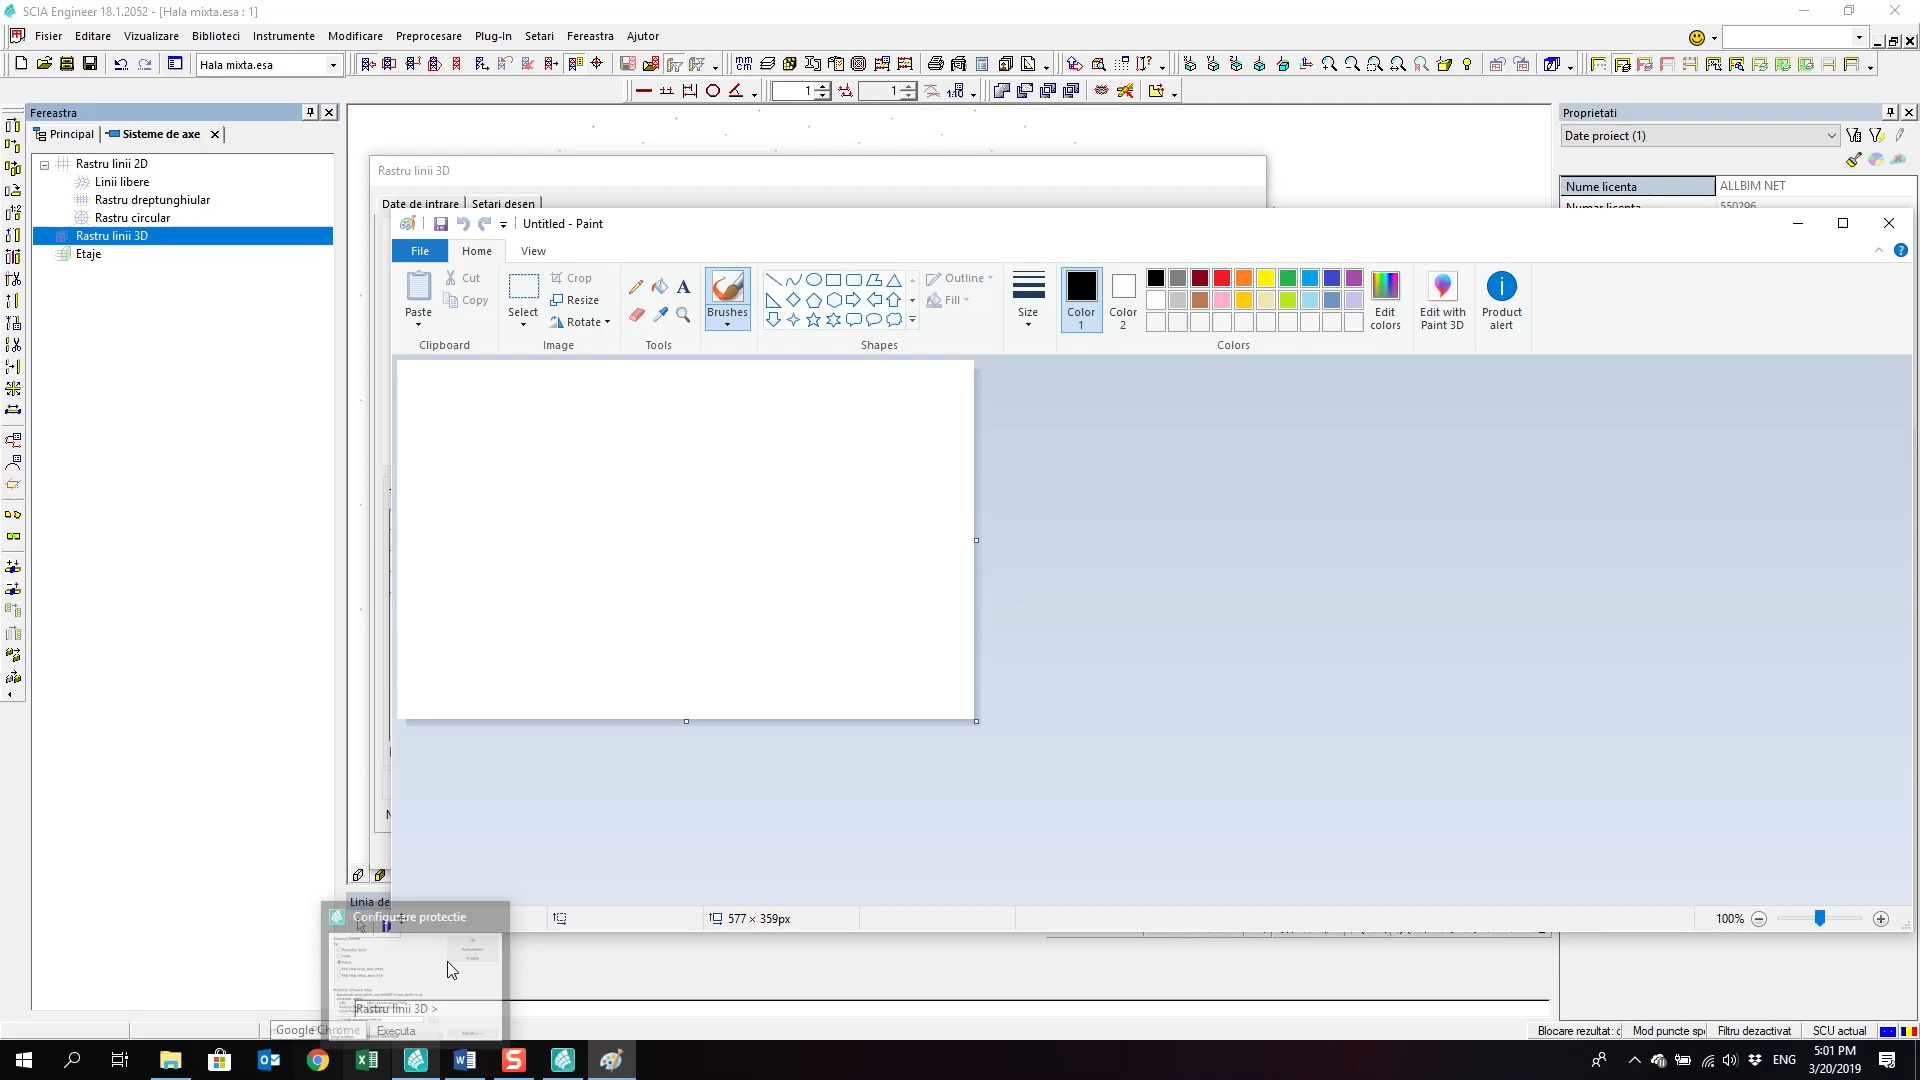 SCIA Engineer 18.1.2052 - [Hala mixta.esa : 1]
Fisier Editare Vizualizare Biblioteci Instrumente Modificare Preprocesare Plug-In Setari Fereastra Ajutor
Hala mixta.esa
1 1
Fereastra
Principal Sisteme de axe
Rastru linii 2D
Linii libere
Rastru dreptunghiular
Rastru circular
Rastru linii 3D
Etaje
Rastru linii 3D
Date de intrare Setari desen
Untitled - Paint
File Home View
Paste Cut Copy
Clipboard
Select Crop Resize Rotate
Image
Tools
Brushes
Shapes
Outline
Fill
Size
Color 1
Color 2
Edit colors
Colors
Edit with Paint 3D
Product alert
577 × 359px
100%
Proprietati
Date proiect (1)
Nume licenta ALLBIM NET
Numar licenta 550296
Linia de
Configurare protectie
Rastru linii 3D >
Google Chrome Executa
Blocare rezultat: Mod puncte spe Filtru dezactivat SCU actual
ENG
5:01 PM
3/20/2019